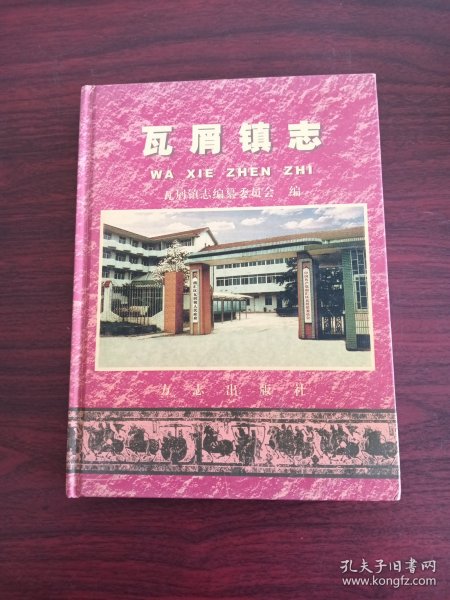 瓦屑镇志
WA XIE ZHEN ZHI
瓦屑镇志编纂委员会 编
方志出版社
孔夫子旧书网
www.kongfz.com